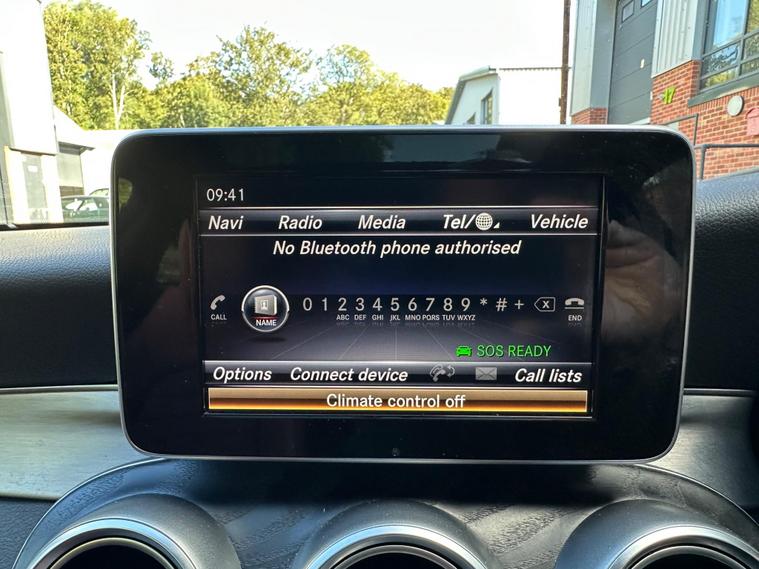 09:41
Navi Radio Media Tel/ Vehicle
No Bluetooth phone authorised
CALL NAME 0 1 2 3 4 5 6 7 8 9 * # + X END
ABC DEF GHI JKL MNO PQRS TUV WXYZ
SOS READY
Options Connect device Call lists
Climate control off
17